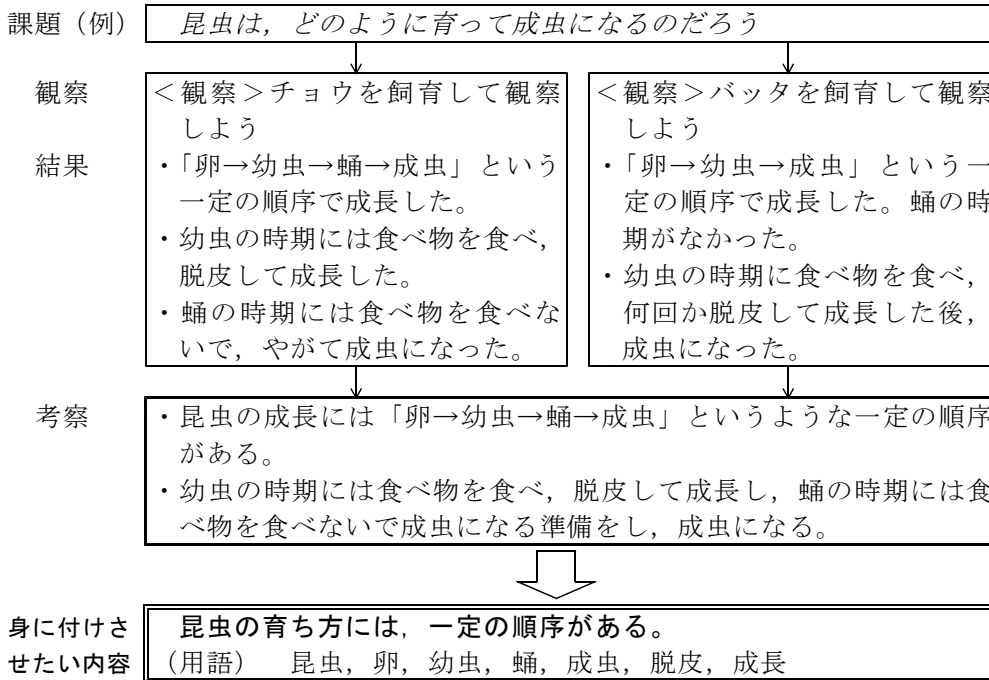 課題（例）
昆虫は，どのように育って成虫になるのだろう
観察
＜観察＞チョウを飼育して観察
しよう
結果
・「卵→幼虫→蛹→成虫」という
一定の順序で成長した。
・幼虫の時期には食べ物を食べ，
脱皮して成長した。
・蛹の時期には食べ物を食べな
いで，やがて成虫になった。
＜観察＞バッタを飼育して観察
しよう
・「卵→幼虫→成虫」という一
定の順序で成長した。蛹の時
期がなかった。
・幼虫の時期に食べ物を食べ，
何回か脱皮して成長した後，
成虫になった。
考察
・昆虫の成長には「卵→幼虫→蛹→成虫」というような一定の順序
がある。
・幼虫の時期には食べ物を食べ，脱皮して成長し，蛹の時期には食
べ物を食べないで成虫になる準備をし，成虫になる。
身に付けさ
せたい内容
昆虫の育ち方には，一定の順序がある。
（用語）　昆虫，卵，幼虫，蛹，成虫，脱皮，成長